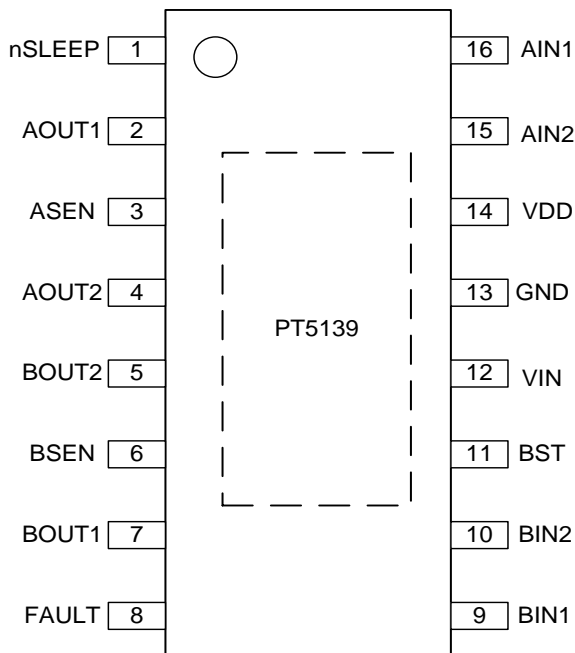 nSLEEP 1 16 AIN1
AOUT1 2 15 AIN2
ASEN 3 14 VDD
AOUT2 4 13 GND
PT5139
BOUT2 5 12 VIN
BSEN 6 11 BST
BOUT1 7 10 BIN2
FAULT 8 9 BIN1